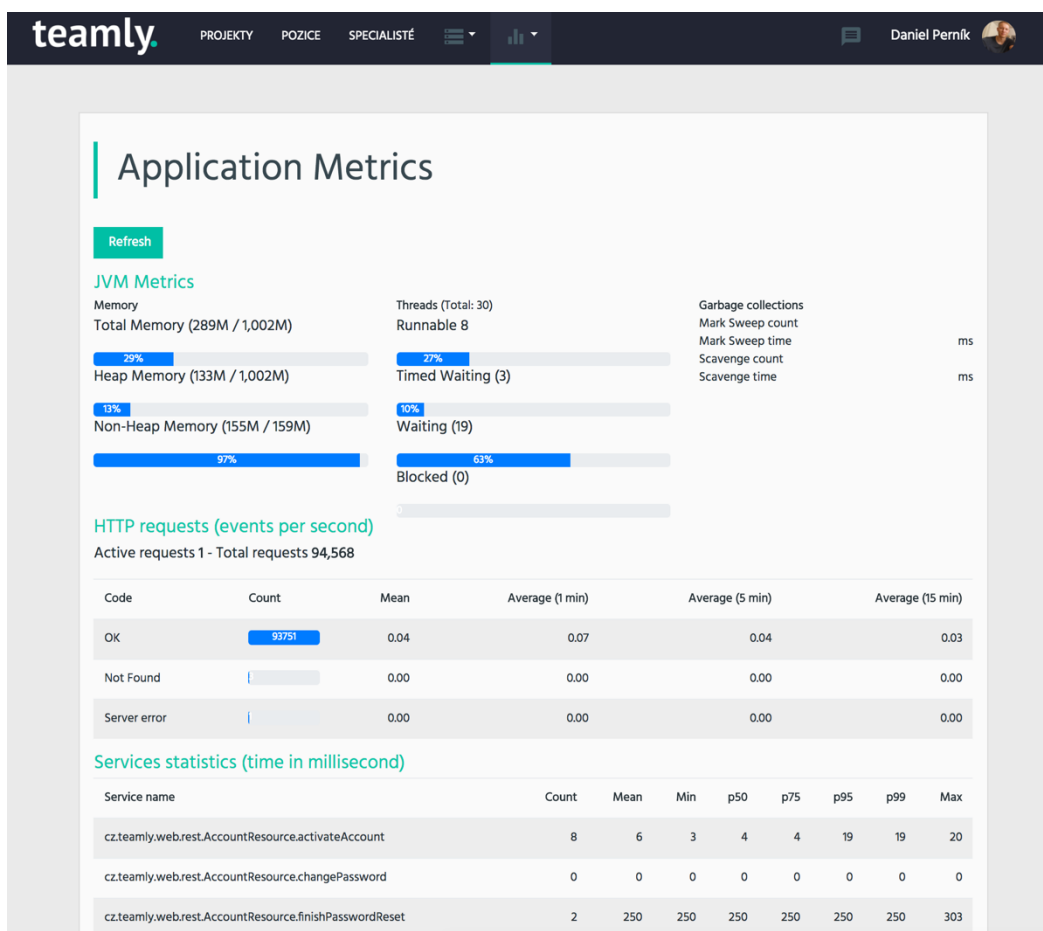 teamly.
PROJEKTY POZICE SPECIALISTÉ Daniel Perník
Application Metrics
Refresh
JVM Metrics
Memory
Total Memory (289M / 1,002M)
29%
Heap Memory (133M / 1,002M)
13%
Non-Heap Memory (155M / 159M)
97%
Threads (Total: 30)
Runnable 8
27%
Timed Waiting (3)
10%
Waiting (19)
63%
Blocked (0)
0
Garbage collections
Mark Sweep count
Mark Sweep time ms
Scavenge count
Scavenge time ms
HTTP requests (events per second)
Active requests 1 - Total requests 94,568
Code Count Mean Average (1 min) Average (5 min) Average (15 min)
OK 93751 0.04 0.07 0.04 0.03
Not Found 0.00 0.00 0.00 0.00
Server error 0.00 0.00 0.00 0.00
Services statistics (time in millisecond)
Service name Count Mean Min p50 p75 p95 p99 Max
cz.teamly.web.rest.AccountResource.activateAccount 8 6 3 4 4 19 19 20
cz.teamly.web.rest.AccountResource.changePassword 0 0 0 0 0 0 0 0
cz.teamly.web.rest.AccountResource.finishPasswordReset 2 250 250 250 250 250 250 303